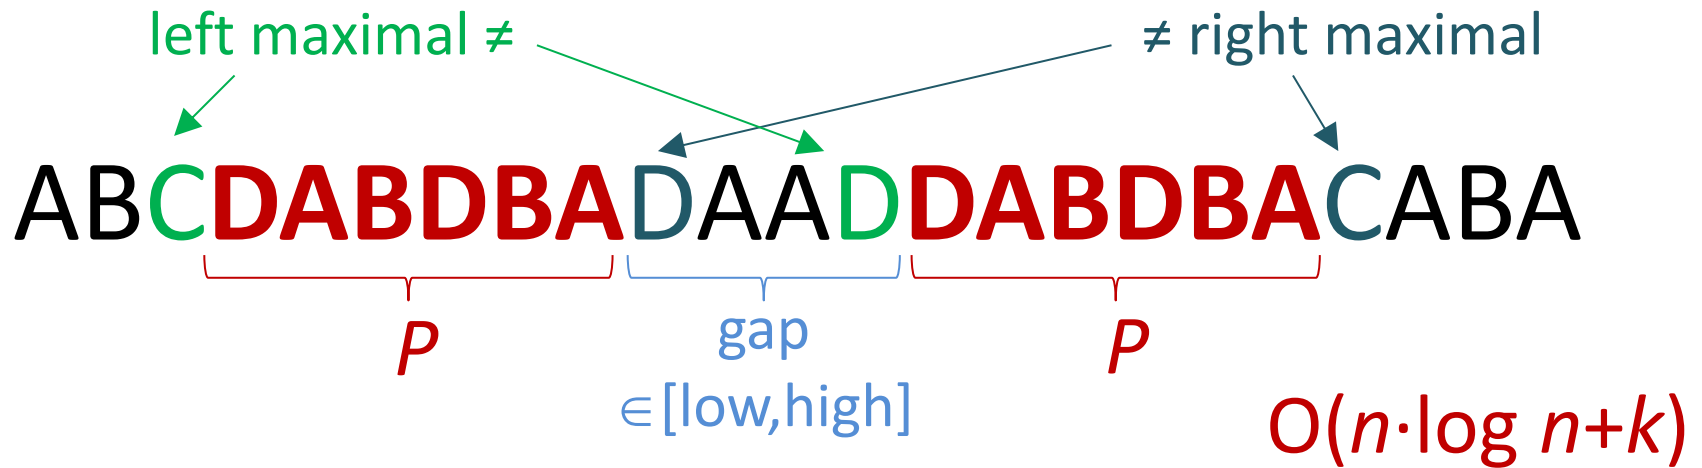 left maximal ≠ ≠ right maximal
ABCDABDBADAADDABDBACABA
P gap P
∈[low,high]
O(n·log n+k)